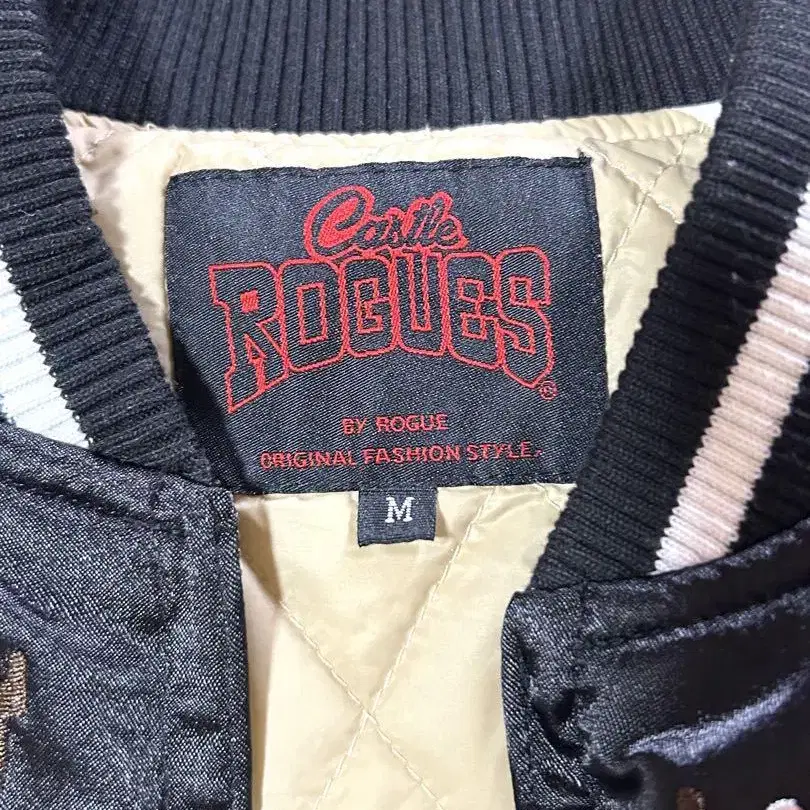 Castle
ROGUES®
BY ROGUE
ORIGINAL FASHION STYLE.
M